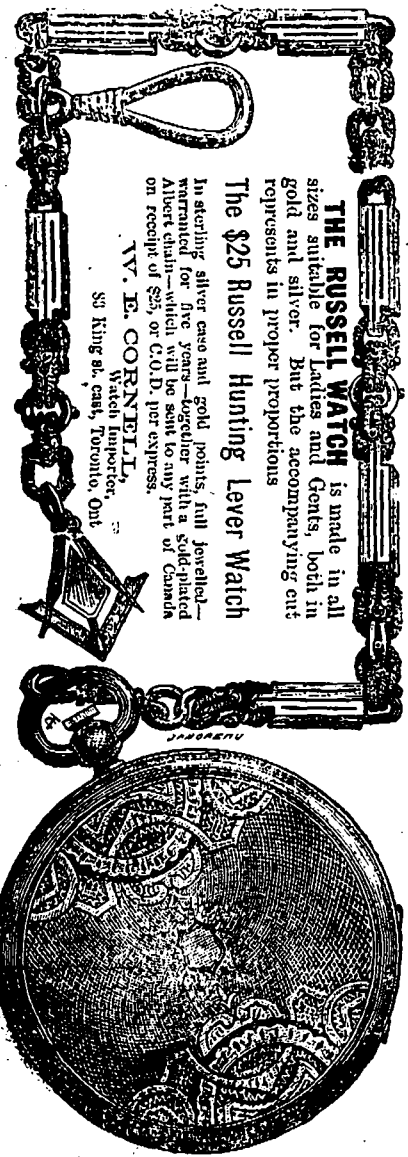 THE RUSSELL WATCH is made in all
sizes suitable for Ladies and Gents, both in
gold and silver. But the accompanying cut
represents in proper proportions
The $25 Russell Hunting Lever Watch
In sterling silver case and gold points, full jewelled—
warranted for five years—together with a gold-plated
Albert chain—which will be sent to any part of Canada
on receipt of $25, or C.O.D. per express.
W. E. CORNELL,
Watch Importer,
83 King st. east, Toronto, Ont